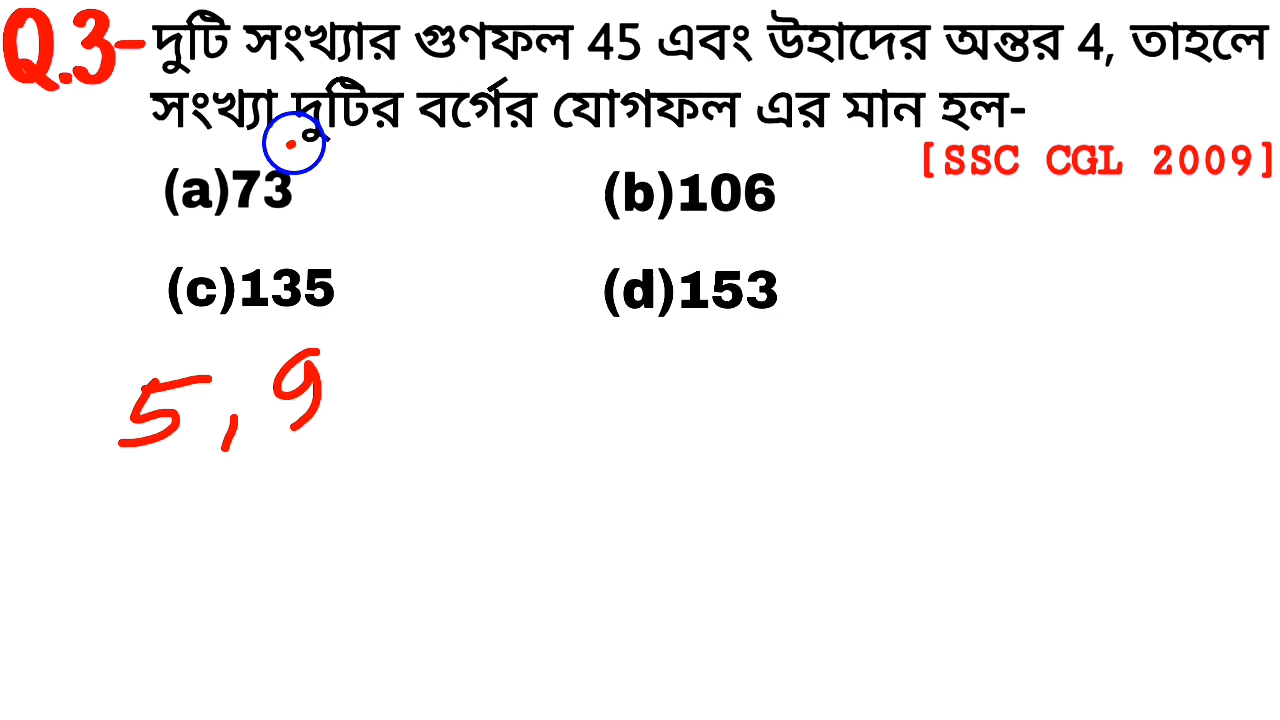 Q.3- দুটি সংখ্যার গুণফল 45 এবং উহাদের অন্তর 4, তাহলে
সংখ্যা দুটির বর্গের যোগফল এর মান হল-
[SSC CGL 2009]
(a)73 (b)106
(c)135 (d)153
5, 9